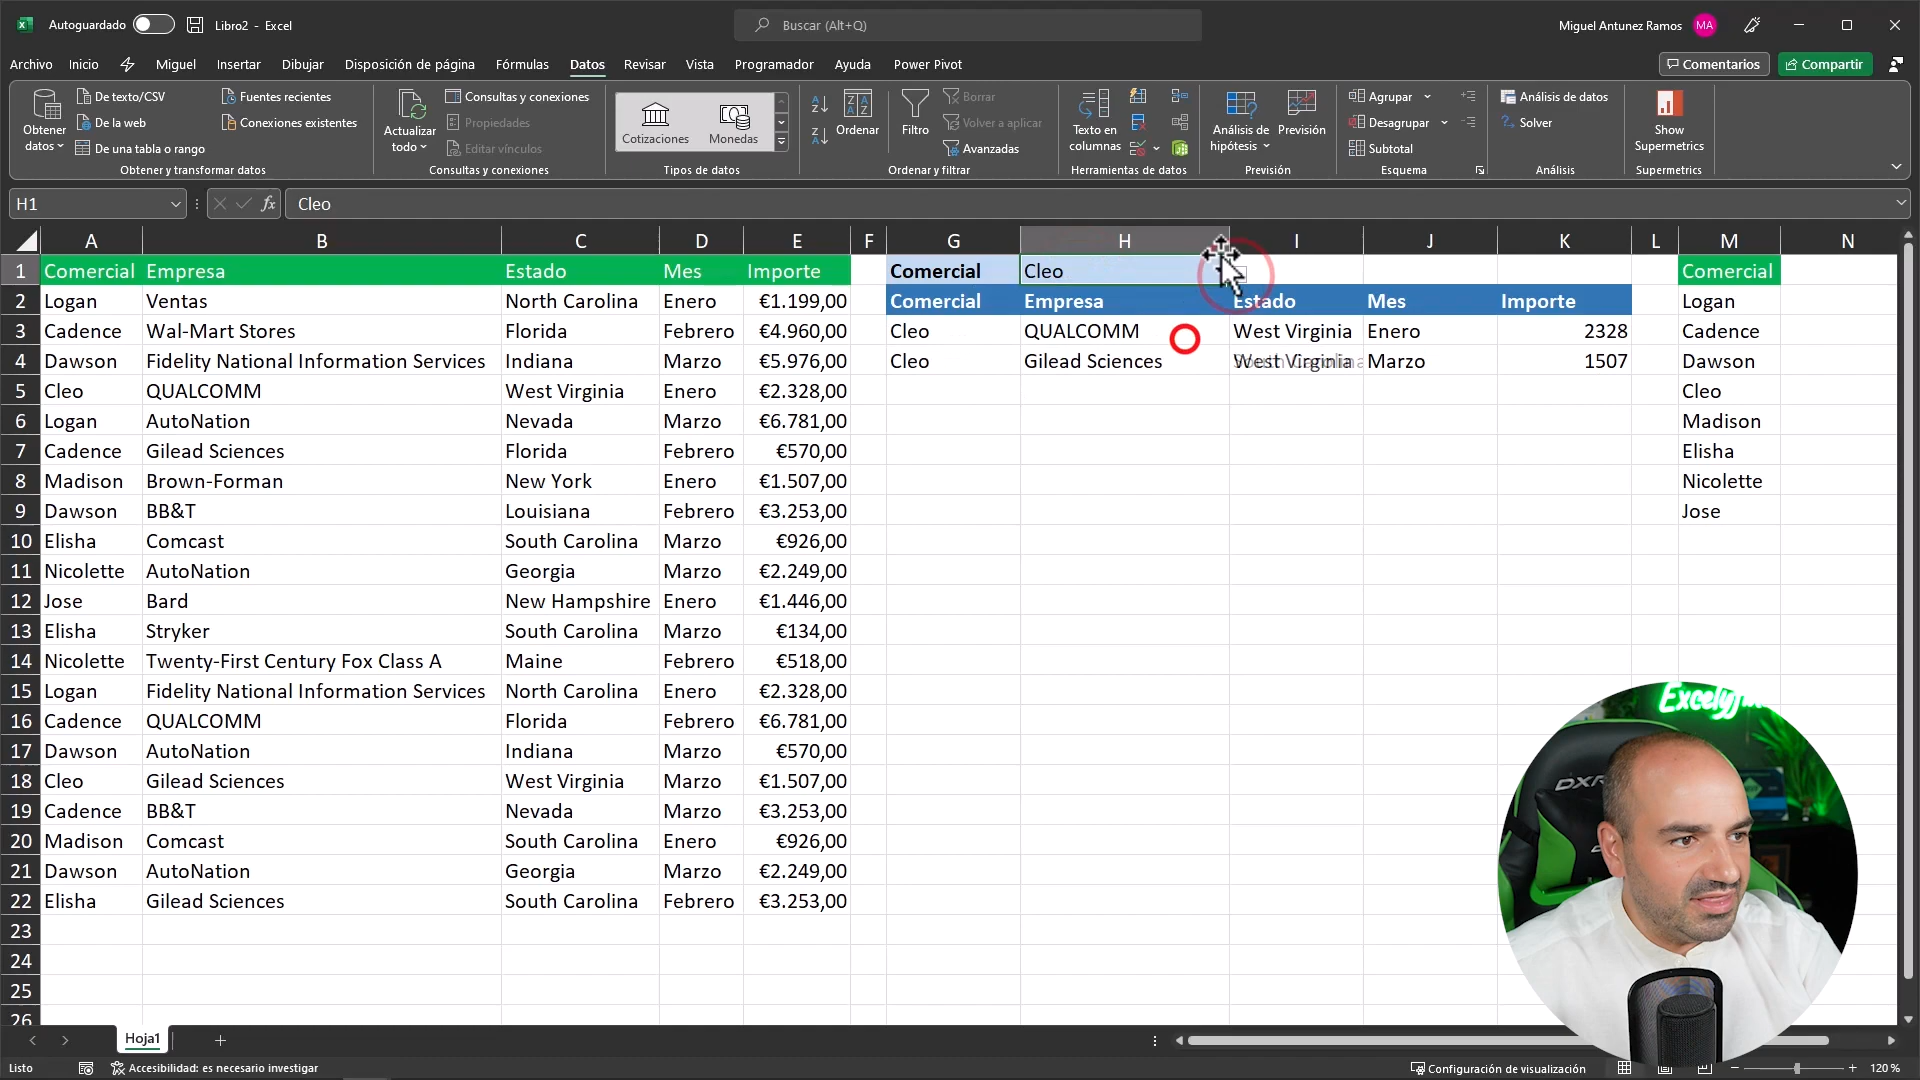 Autoguardado Libro2 - Excel Buscar (Alt+Q) Miguel Antunez Ramos MA
Archivo Inicio Miguel Insertar Dibujar Disposición de página Fórmulas Datos Revisar Vista Programador Ayuda Power Pivot Comentarios Compartir
Obtener datos
De texto/CSV
De la web
De una tabla o rango
Fuentes recientes
Conexiones existentes
Obtener y transformar datos
Actualizar todo
Consultas y conexiones
Propiedades
Editar vínculos
Consultas y conexiones
Cotizaciones Monedas
Tipos de datos
Ordenar
Filtro
Borrar
Volver a aplicar
Avanzadas
Ordenar y filtrar
Texto en columnas
Herramientas de datos
Análisis de hipótesis
Previsión
Previsión
Agrupar
Desagrupar
Subtotal
Esquema
Análisis de datos
Solver
Análisis
Show Supermetrics
Supermetrics
H1 fx Cleo
A B C D E F G H I J K L M N
1 Comercial Empresa Estado Mes Importe Comercial Cleo Comercial
2 Logan Ventas North Carolina Enero €1.199,00 Comercial Empresa Estado Mes Importe Logan
3 Cadence Wal-Mart Stores Florida Febrero €4.960,00 Cleo QUALCOMM West Virginia Enero 2328 Cadence
4 Dawson Fidelity National Information Services Indiana Marzo €5.976,00 Cleo Gilead Sciences West Virginia Marzo 1507 Dawson
5 Cleo QUALCOMM West Virginia Enero €2.328,00 Cleo
6 Logan AutoNation Nevada Marzo €6.781,00 Madison
7 Cadence Gilead Sciences Florida Febrero €570,00 Elisha
8 Madison Brown-Forman New York Enero €1.507,00 Nicolette
9 Dawson BB&T Louisiana Febrero €3.253,00 Jose
10 Elisha Comcast South Carolina Marzo €926,00
11 Nicolette AutoNation Georgia Marzo €2.249,00
12 Jose Bard New Hampshire Enero €1.446,00
13 Elisha Stryker South Carolina Marzo €134,00
14 Nicolette Twenty-First Century Fox Class A Maine Febrero €518,00
15 Logan Fidelity National Information Services North Carolina Enero €2.328,00
16 Cadence QUALCOMM Florida Febrero €6.781,00
17 Dawson AutoNation Indiana Marzo €570,00
18 Cleo Gilead Sciences West Virginia Marzo €1.507,00
19 Cadence BB&T Nevada Marzo €3.253,00
20 Madison Comcast South Carolina Enero €926,00
21 Dawson AutoNation Georgia Marzo €2.249,00
22 Elisha Gilead Sciences South Carolina Febrero €3.253,00
23
24
25
26
Hoja1
Listo Accesibilidad: es necesario investigar Configuración de visualización 120 %